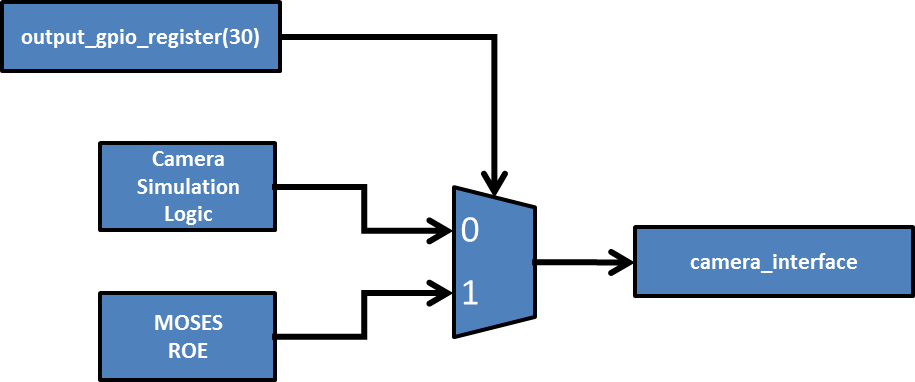 output_gpio_register(30)
Camera
Simulation
Logic
0
1
camera_interface
MOSES
ROE